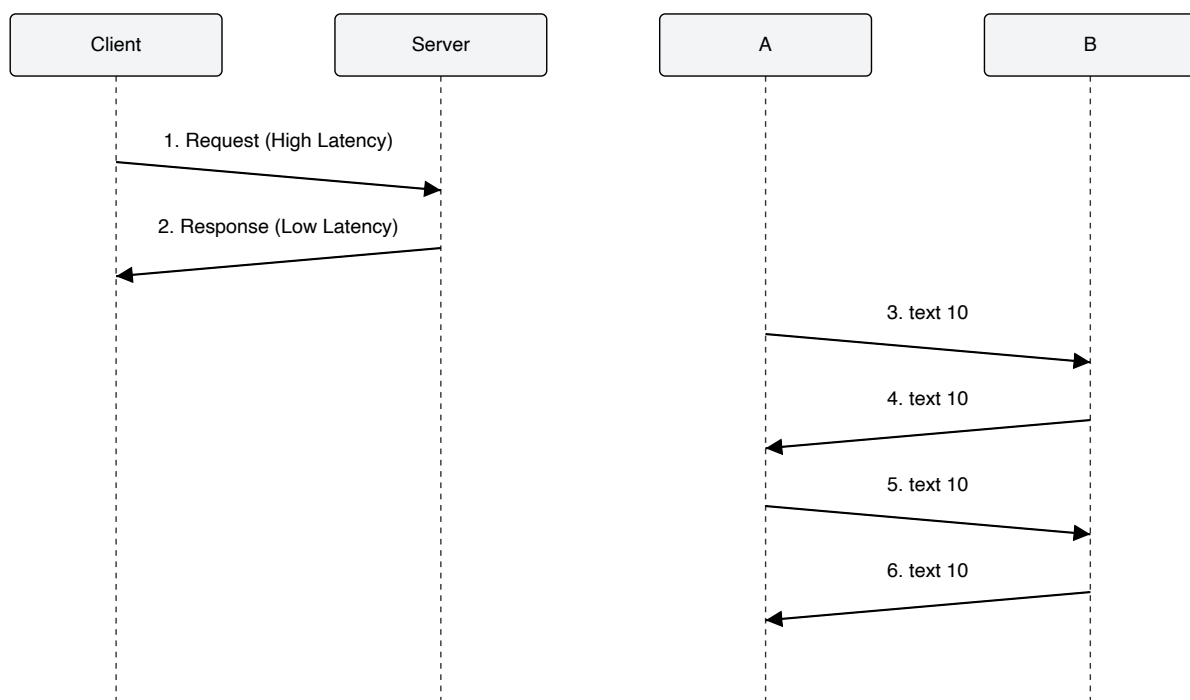 Client
Server
A
B
1. Request (High Latency)
2. Response (Low Latency)
3. text 10
4. text 10
5. text 10
6. text 10